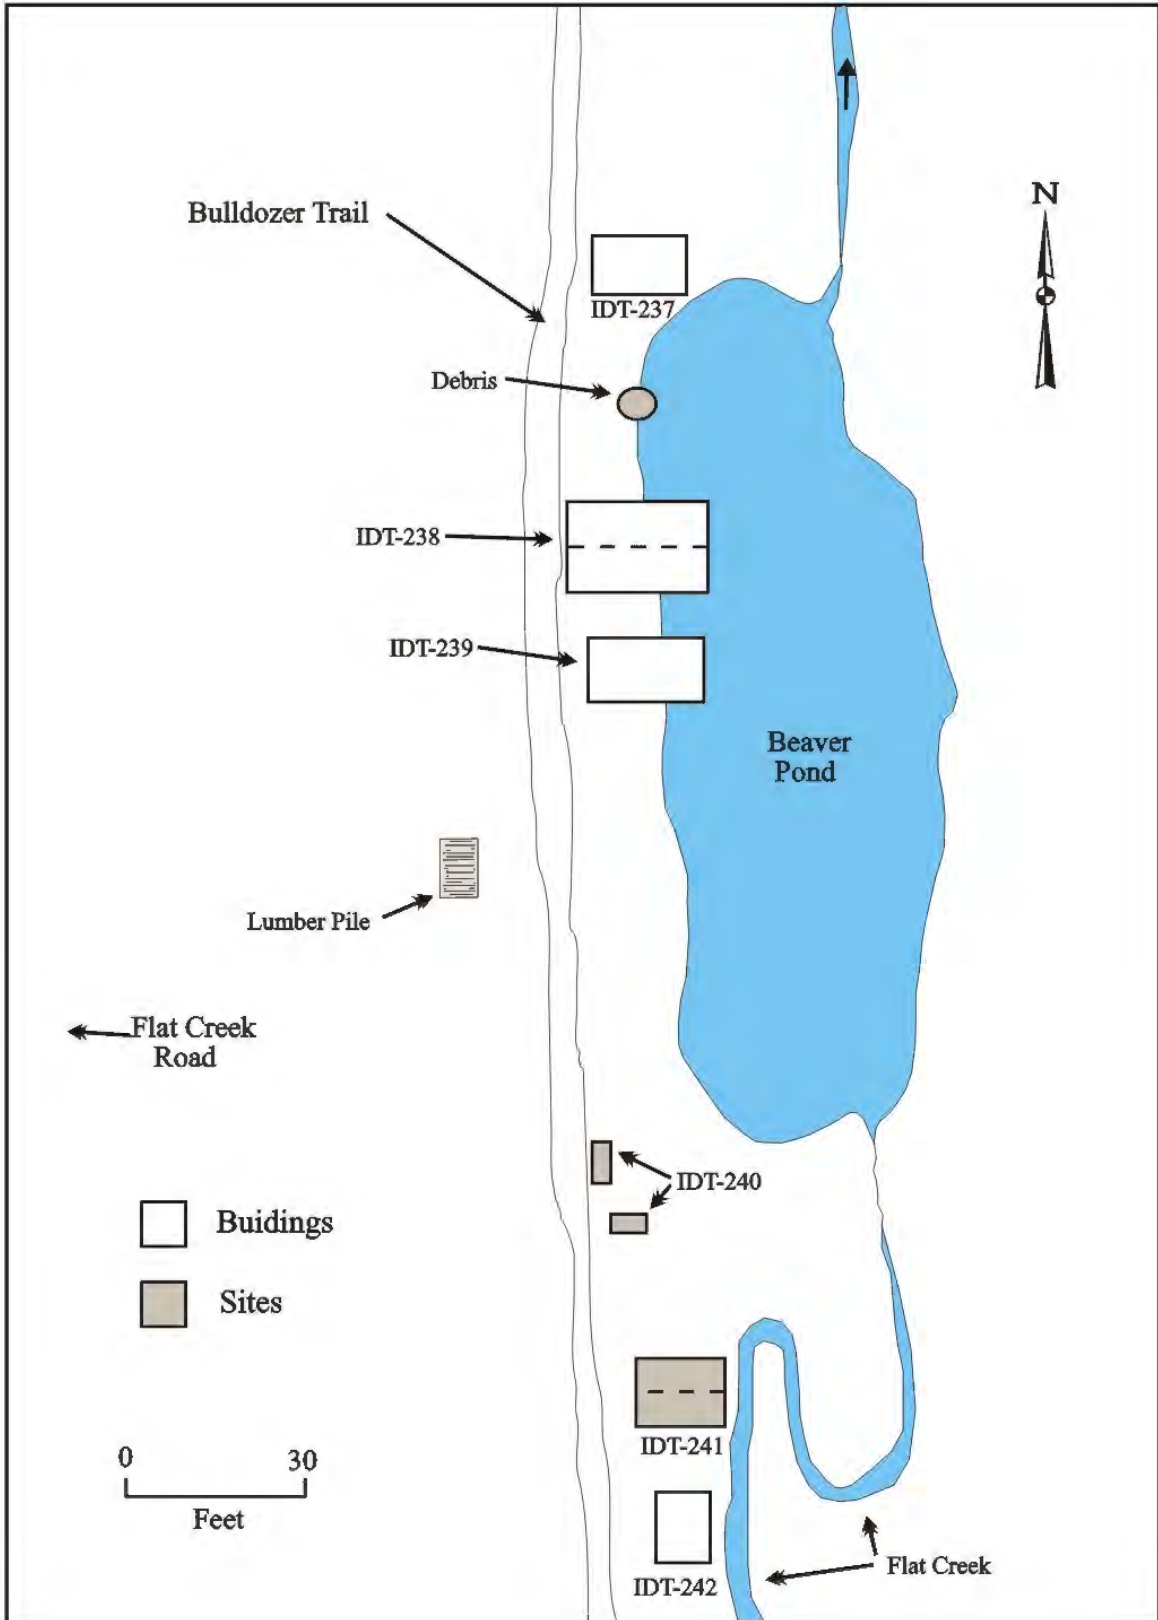 N
Bulldozer Trail
IDT-237
Debris
IDT-238
IDT-239
Beaver
Pond
Lumber Pile
Flat Creek
Road
IDT-240
Buidings
Sites
IDT-241
0 30
Feet
Flat Creek
IDT-242